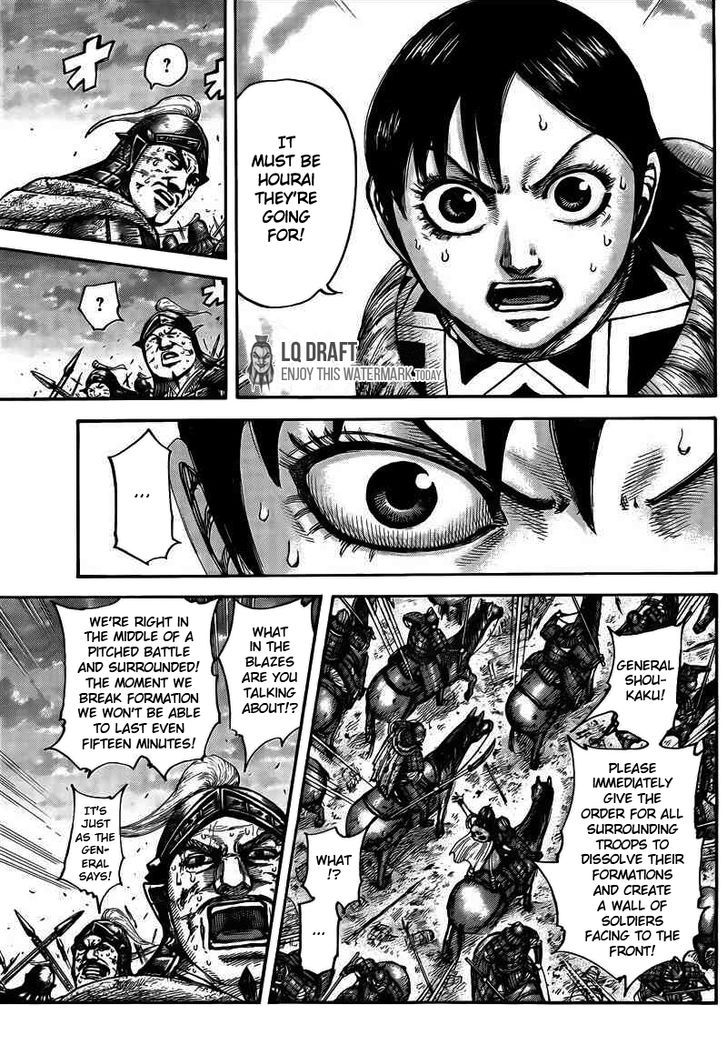 IT
MUST BE
HOURAI
THEY'RE
GOING
FOR!
オ
?
?
オ
LQ DRAFT
ENJOY THIS WATERMARK.TODAY
...
GENERAL
SHOU-
KAKU!
PLEASE
IMMEDIATELY
GIVE THE
ORDER FOR ALL
SURROUNDING
TROOPS TO
DISSOLVE THEIR
FORMATIONS
AND CREATE
A WALL OF
SOLDIERS
FACING TO THE
FRONT!
WHAT
!?
...
WHAT
IN THE
BLAZES
ARE YOU
TALKING
ABOUT!?
WE'RE RIGHT IN
THE MIDDLE OF A
PITCHED BATTLE
AND SURROUNDED!
THE MOMENT WE
BREAK FORMATION
WE WON'T BE ABLE
TO LAST EVEN
FIFTEEN MINUTES!
IT'S
JUST
AS THE
GEN-
ERAL
SAYS!